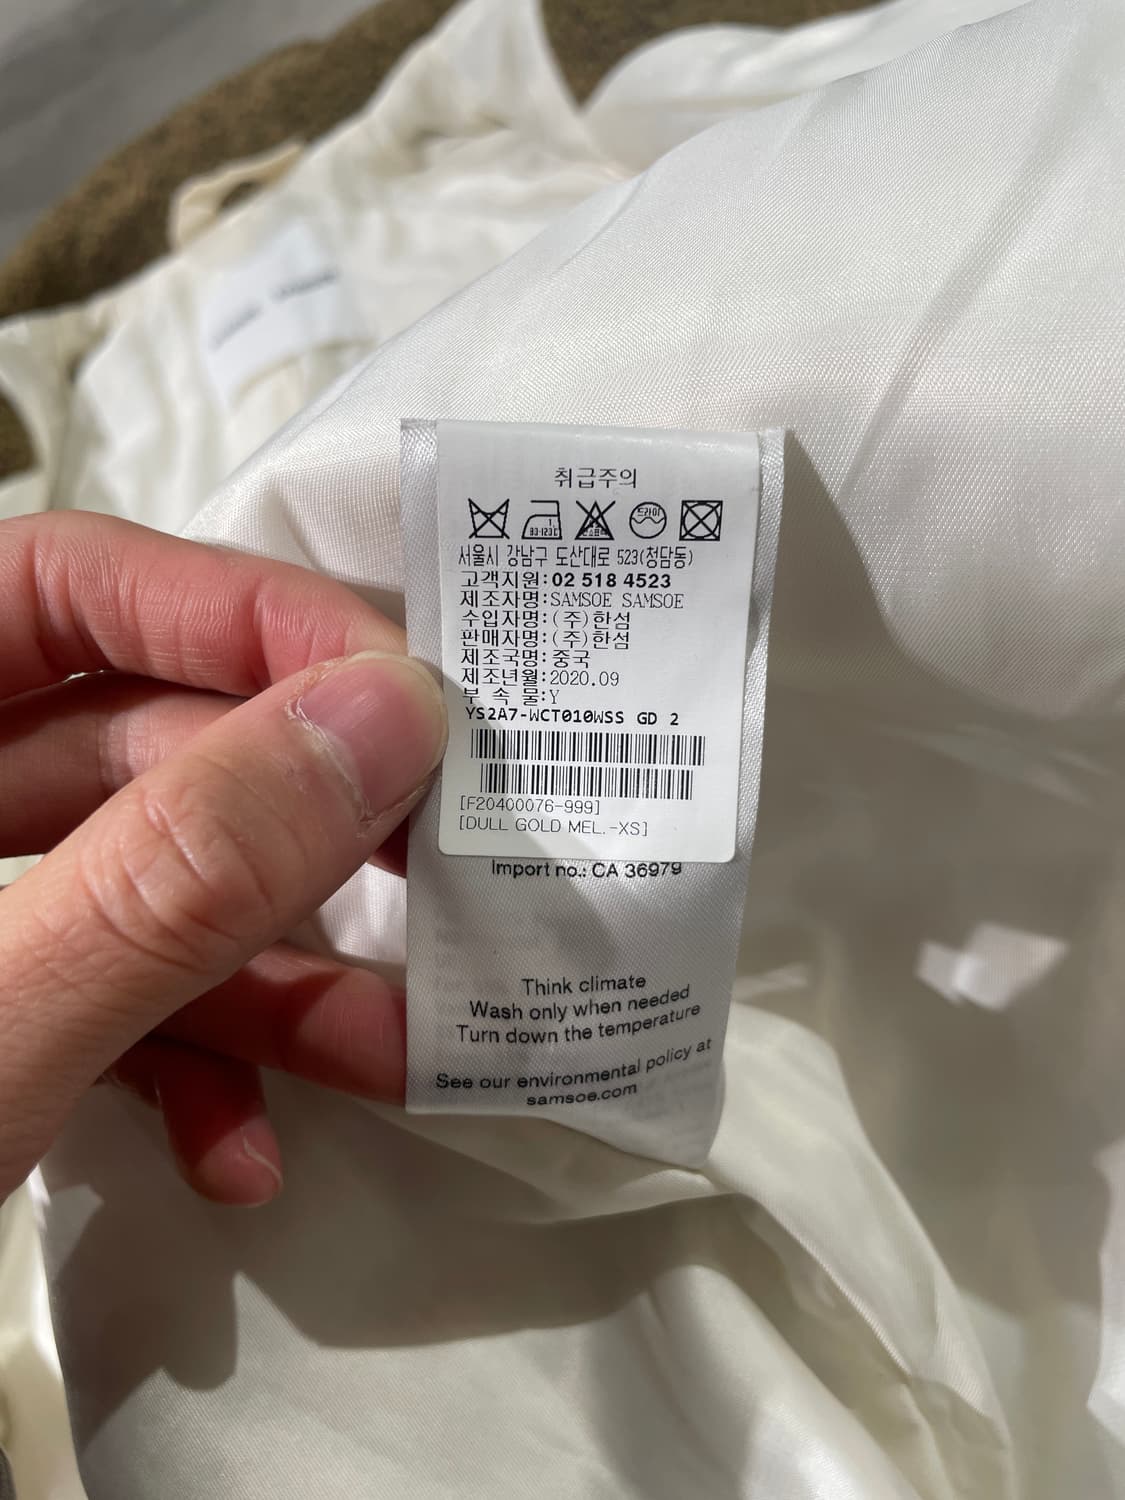 취급주의
드라이
서울시 강남구 도산대로 523(청담동)
고객지원:02 518 4523
제조자명:SAMSOE SAMSOE
수입자명:(주)한섬
판매자명:(주)한섬
제조국명:중국
제조년월:2020.09
부 속 물:Y
YS2A7-WCT010WSS GD 2
[F20400076-999]
[DULL GOLD MEL.-XS]
Import no.: CA 36979
Think climate
Wash only when needed
Turn down the temperature
See our environmental policy at
samsoe.com